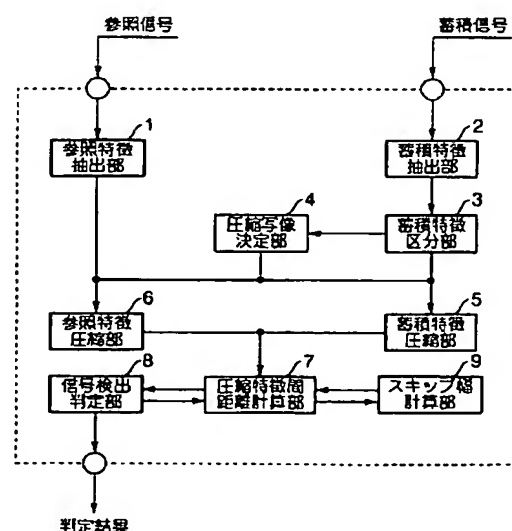 参照信号
蓄積信号
1
参照特徴
抽出部
2
蓄積特徴
抽出部
4
圧縮写像
決定部
3
蓄積特徴
区分部
6
参照特徴
圧縮部
5
蓄積特徴
圧縮部
8
信号検出
判定部
7
圧縮特徴間
距離計算部
9
スキップ幅
計算部
判定結果